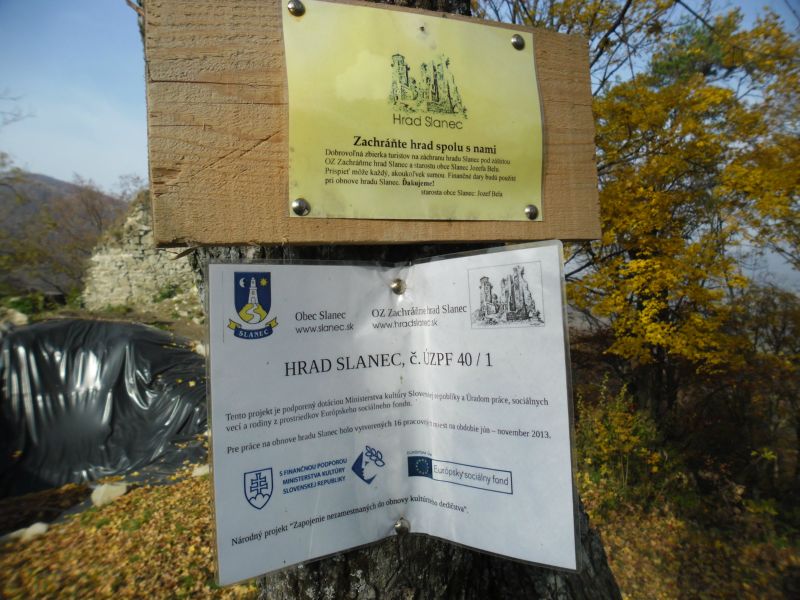 Hrad Slanec
Zachráňte hrad spolu s nami
Dobrovoľná zbierka turistov na záchranu hradu Slanec pod záštitou
OZ Zachráňme hrad Slanec a starostu obce Slanec Jozefa Belu.
Prispieť môže každý, akoukoľvek sumou. Finančné dary budú použité
pri obnove hradu Slanec. Ďakujeme!
starosta obce Slanec: Jozef Bela
SLANEC
Obec Slanec
www.slanec.sk
OZ Zachráňme hrad Slanec
www.hradslanec.sk
HRAD SLANEC, č. ÚZPF 40 / 1
Tento projekt je podporený dotáciou Ministerstva kultúry Slovenskej republiky a Úradom práce, sociálnych
vecí a rodiny z prostriedkov Európskeho sociálneho fondu.
Pre práce na obnove hradu Slanec bolo vytvorených 16 pracovných miest na obdobie jún – november 2013.
S FINANČNOU PODPOROU
MINISTERSTVA KULTÚRY
SLOVENSKEJ REPUBLIKY
Európsky sociálny fond
Národný projekt "Zapojenie nezamestnaných do obnovy kultúrneho dedičstva".